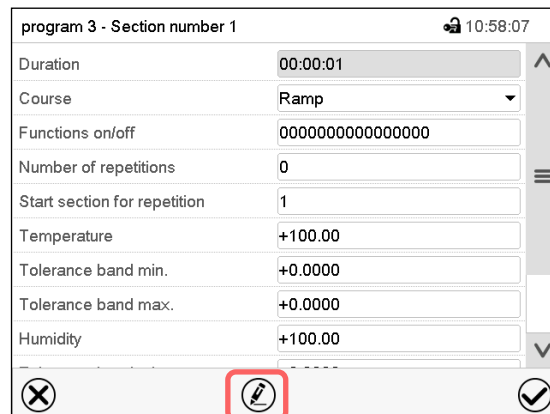 program 3 - Section number 1 10:58:07
Duration 00:00:01
Course Ramp
Functions on/off 0000000000000000
Number of repetitions 0
Start section for repetition 1
Temperature +100.00
Tolerance band min. +0.0000
Tolerance band max. +0.0000
Humidity +100.00